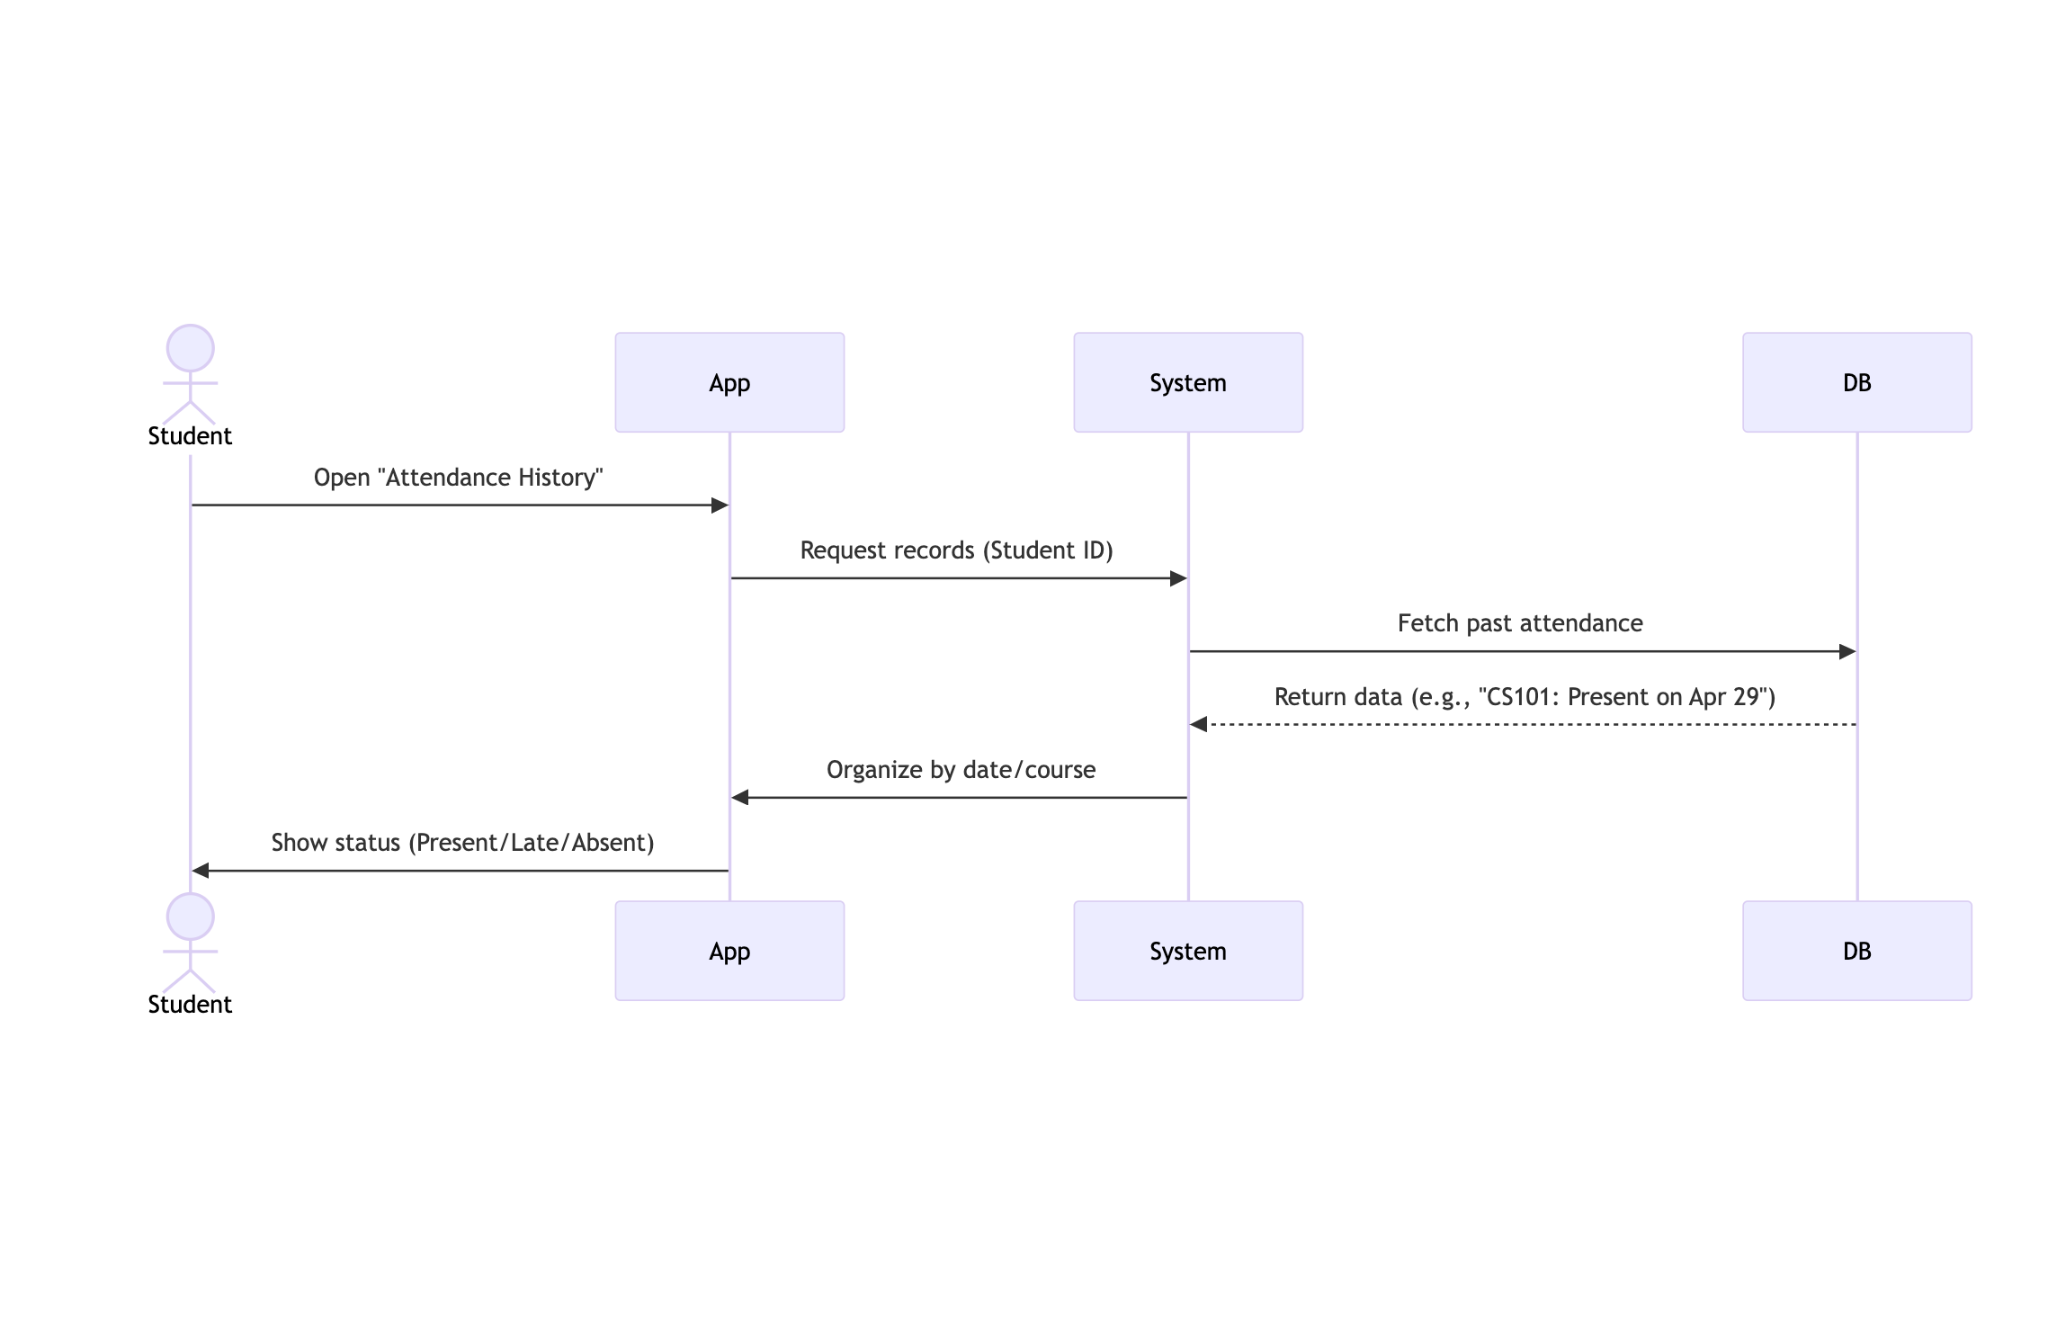 Student
App
System
DB
Open "Attendance History"
Request records (Student ID)
Fetch past attendance
Return data (e.g., "CS101: Present on Apr 29")
Organize by date/course
Show status (Present/Late/Absent)
Student
App
System
DB